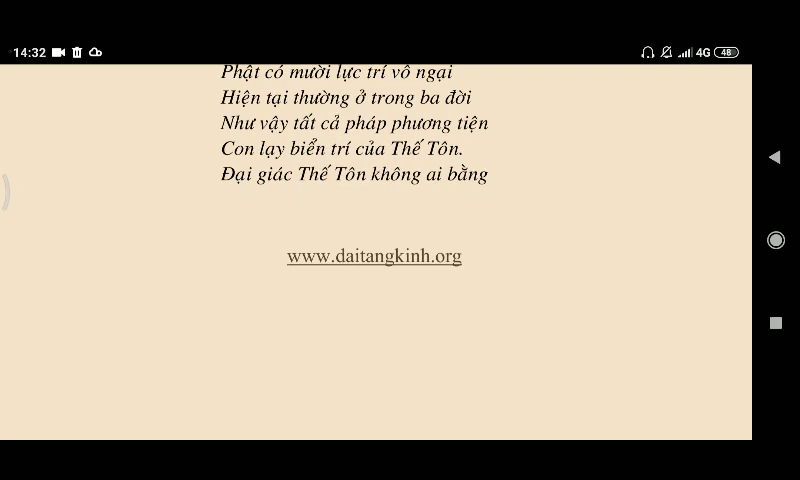 14:32
4G
48
Phật có mười lực trí vô ngại
Hiện tại thường ở trong ba đời
Như vậy tất cả pháp phương tiện
Con lạy biển trí của Thế Tôn.
Đại giác Thế Tôn không ai bằng
www.daitangkinh.org